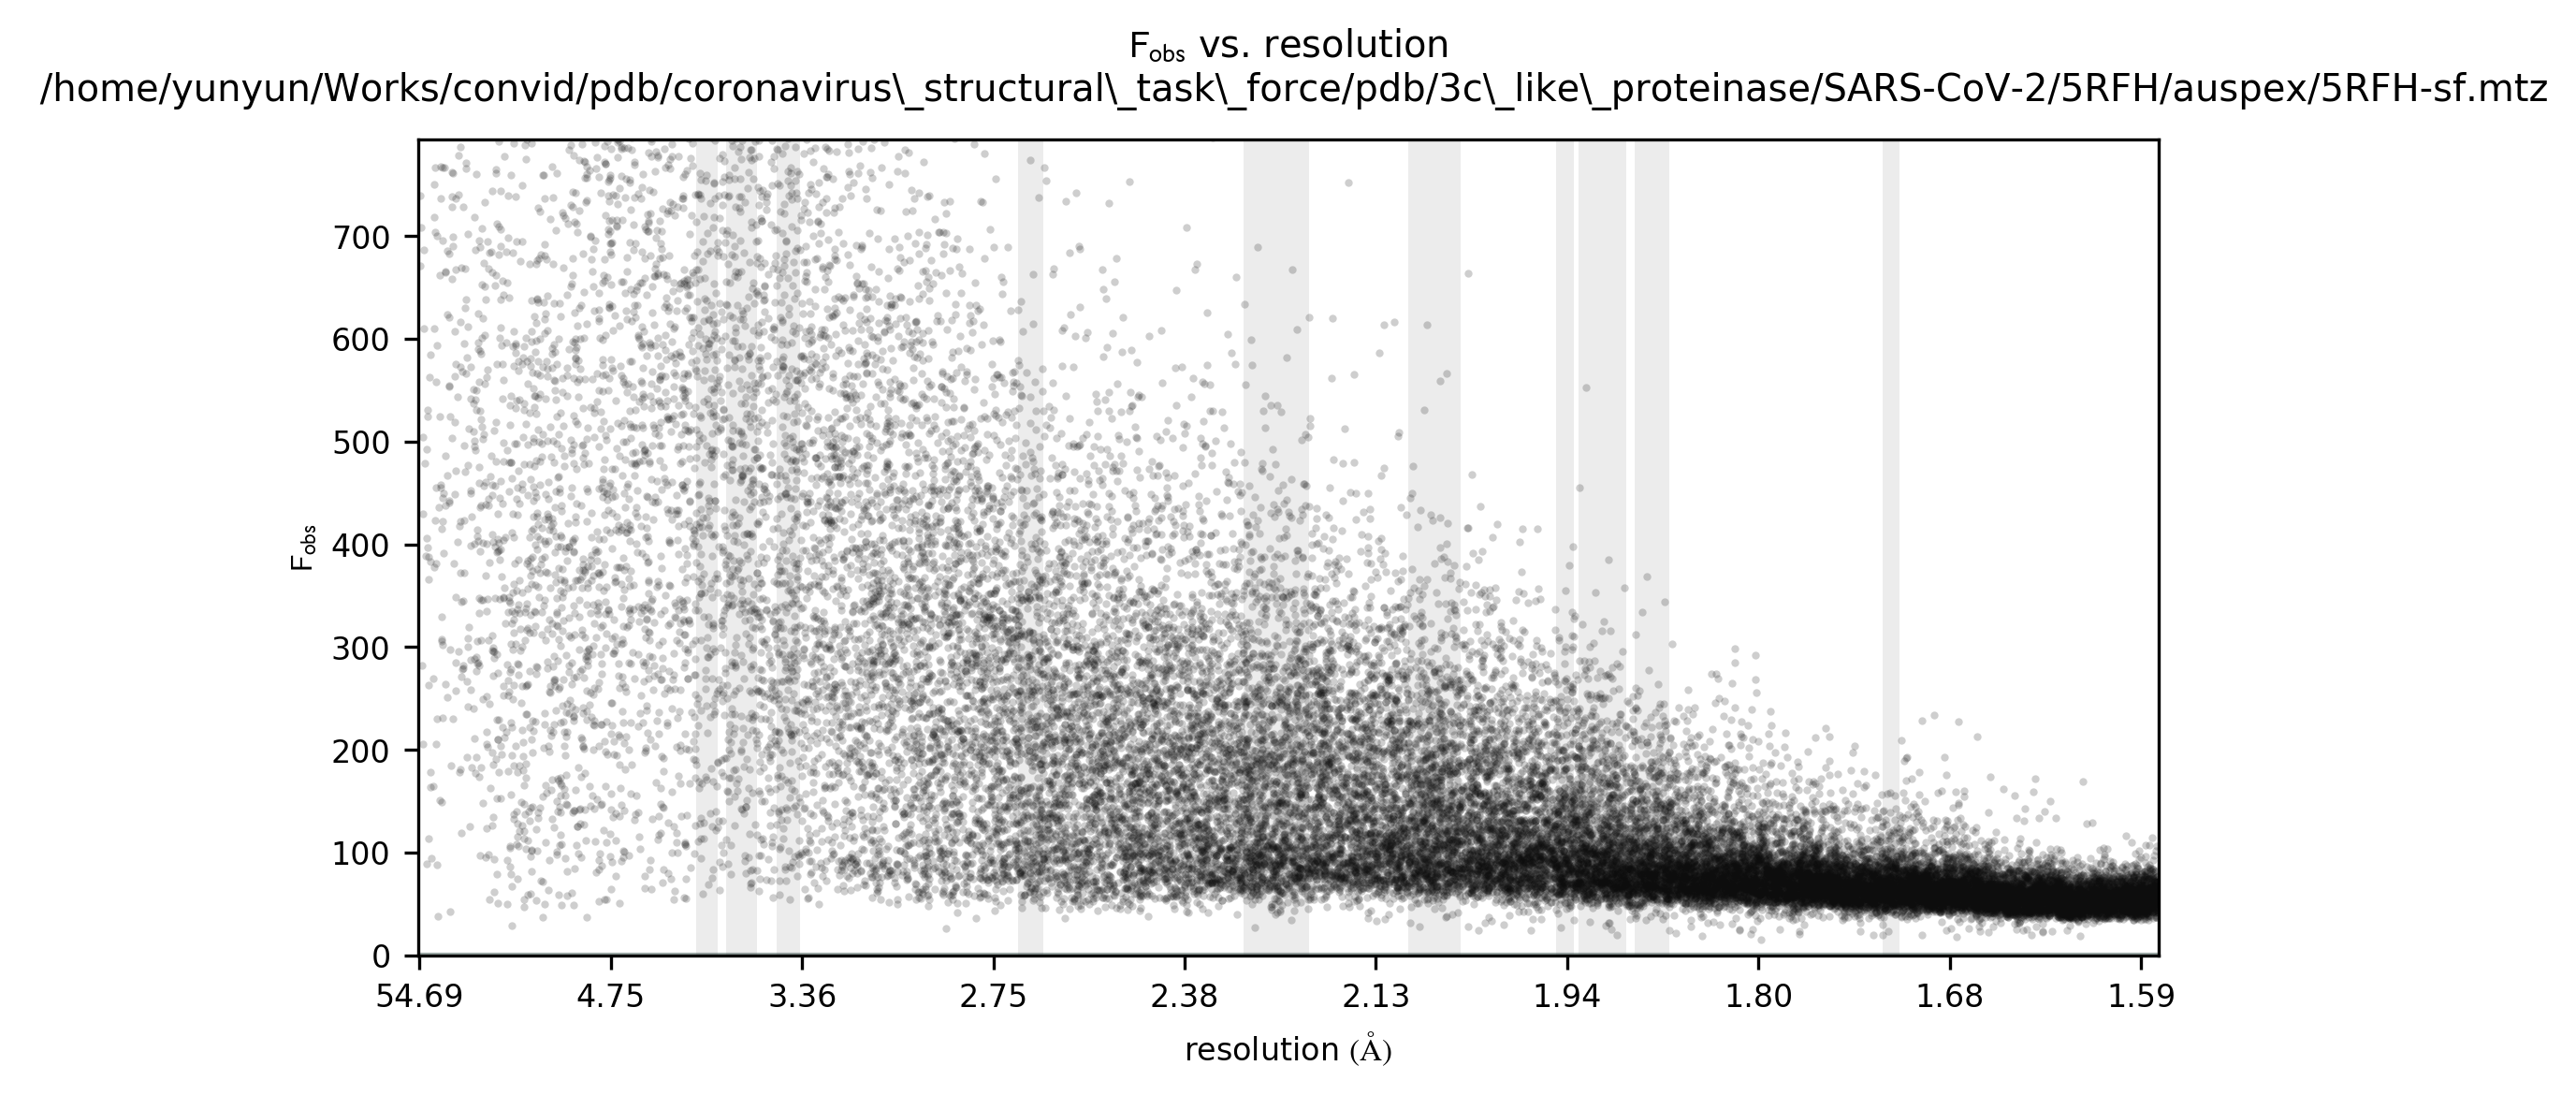 F_obs vs. resolution
/home/yunyun/Works/convid/pdb/coronavirus\_structural\_task\_force/pdb/3c\_like\_proteinase/SARS-CoV-2/5RFH/auspex/5RFH-sf.mtz
F_obs
700
600
500
400
300
200
100
0
54.69 4.75 3.36 2.75 2.38 2.13 1.94 1.80 1.68 1.59
resolution (Å)